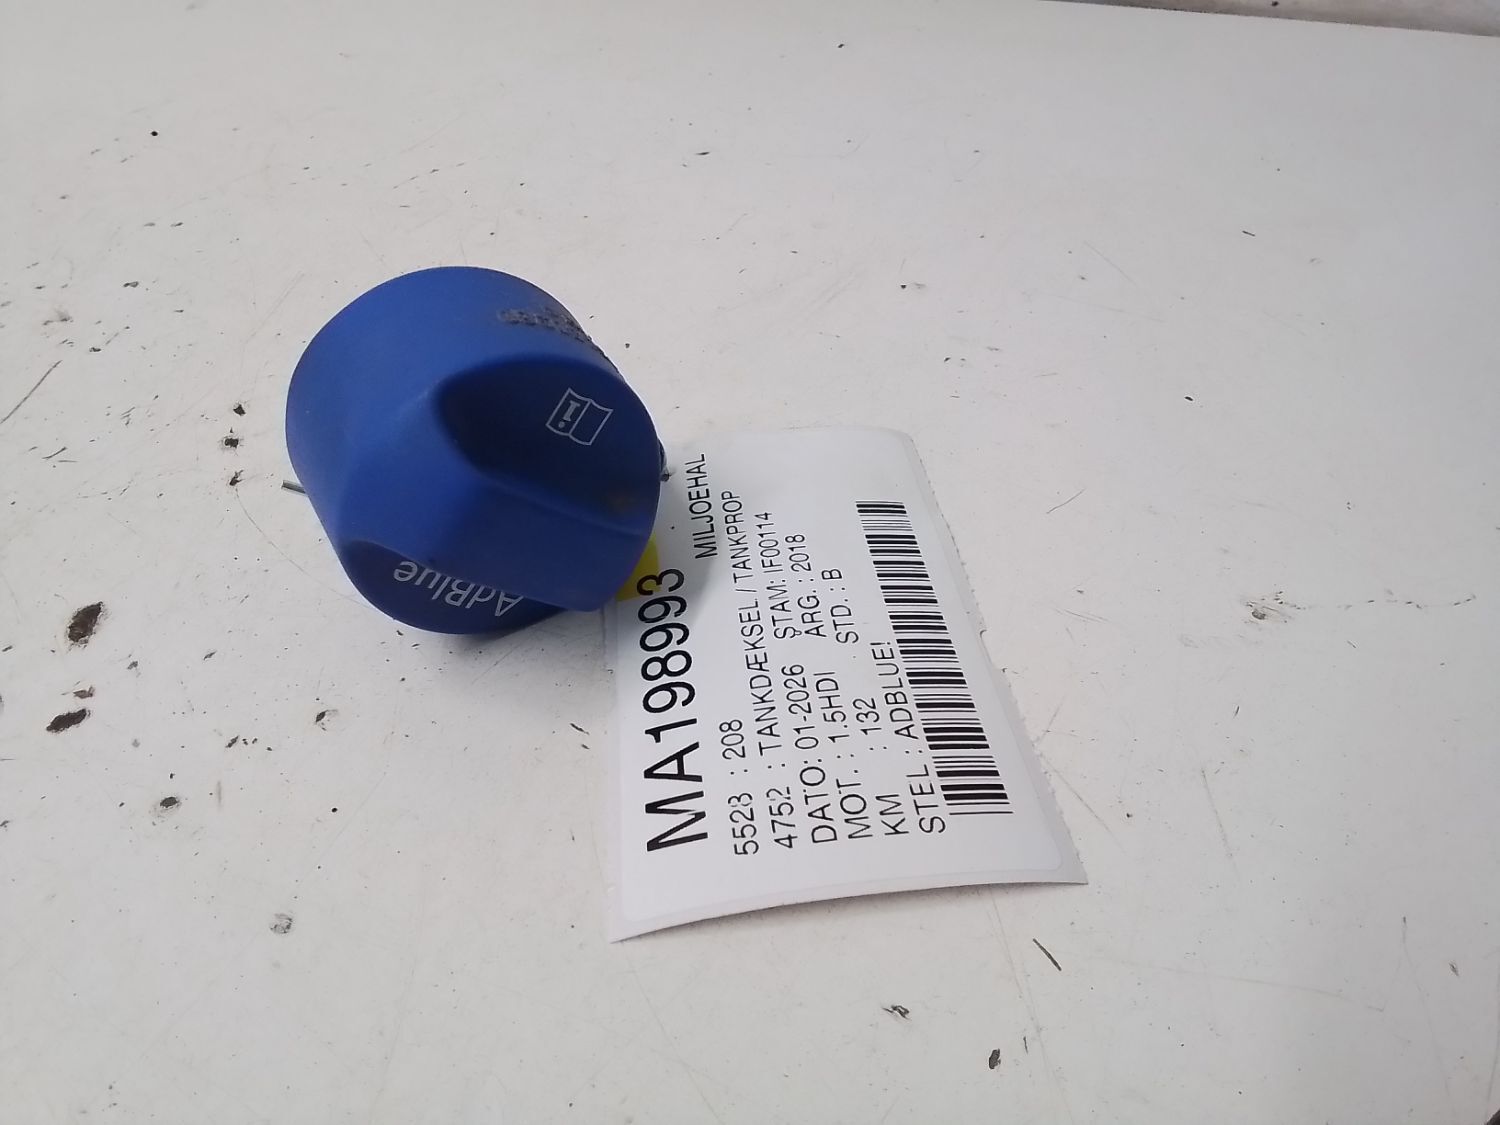 AdBlue
i
MA198993
MILJOEHAL
5523 : 208
4752 : TANKDÆKSEL / TANKPROP
DATO: 01-2026 STAM: IF00114
MOT. : 1.5HDI ARG. : 2018
KM : 132 STD. : B
STEL : ADBLUE!